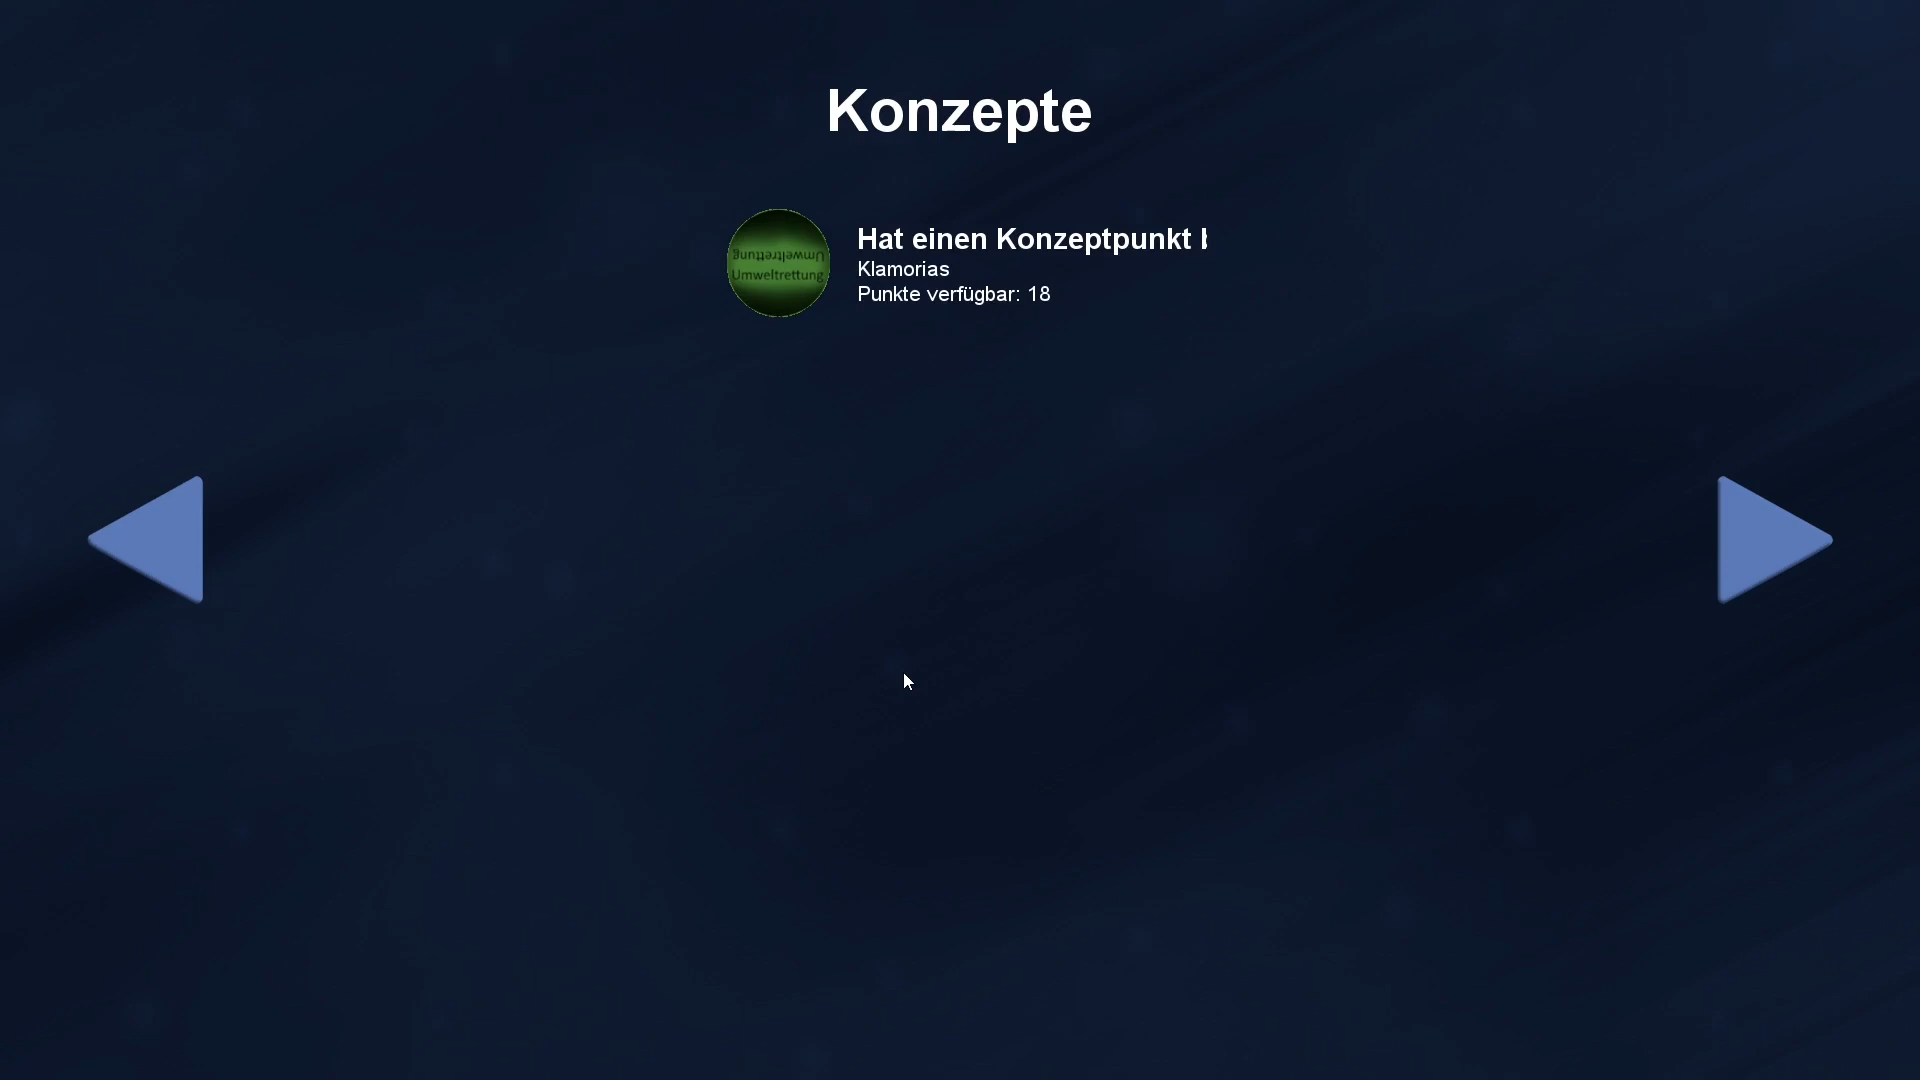 Konzepte
Umweltrettung
Umweltrettung
Hat einen Konzeptpunkt
Klamorias
Punkte verfügbar: 18